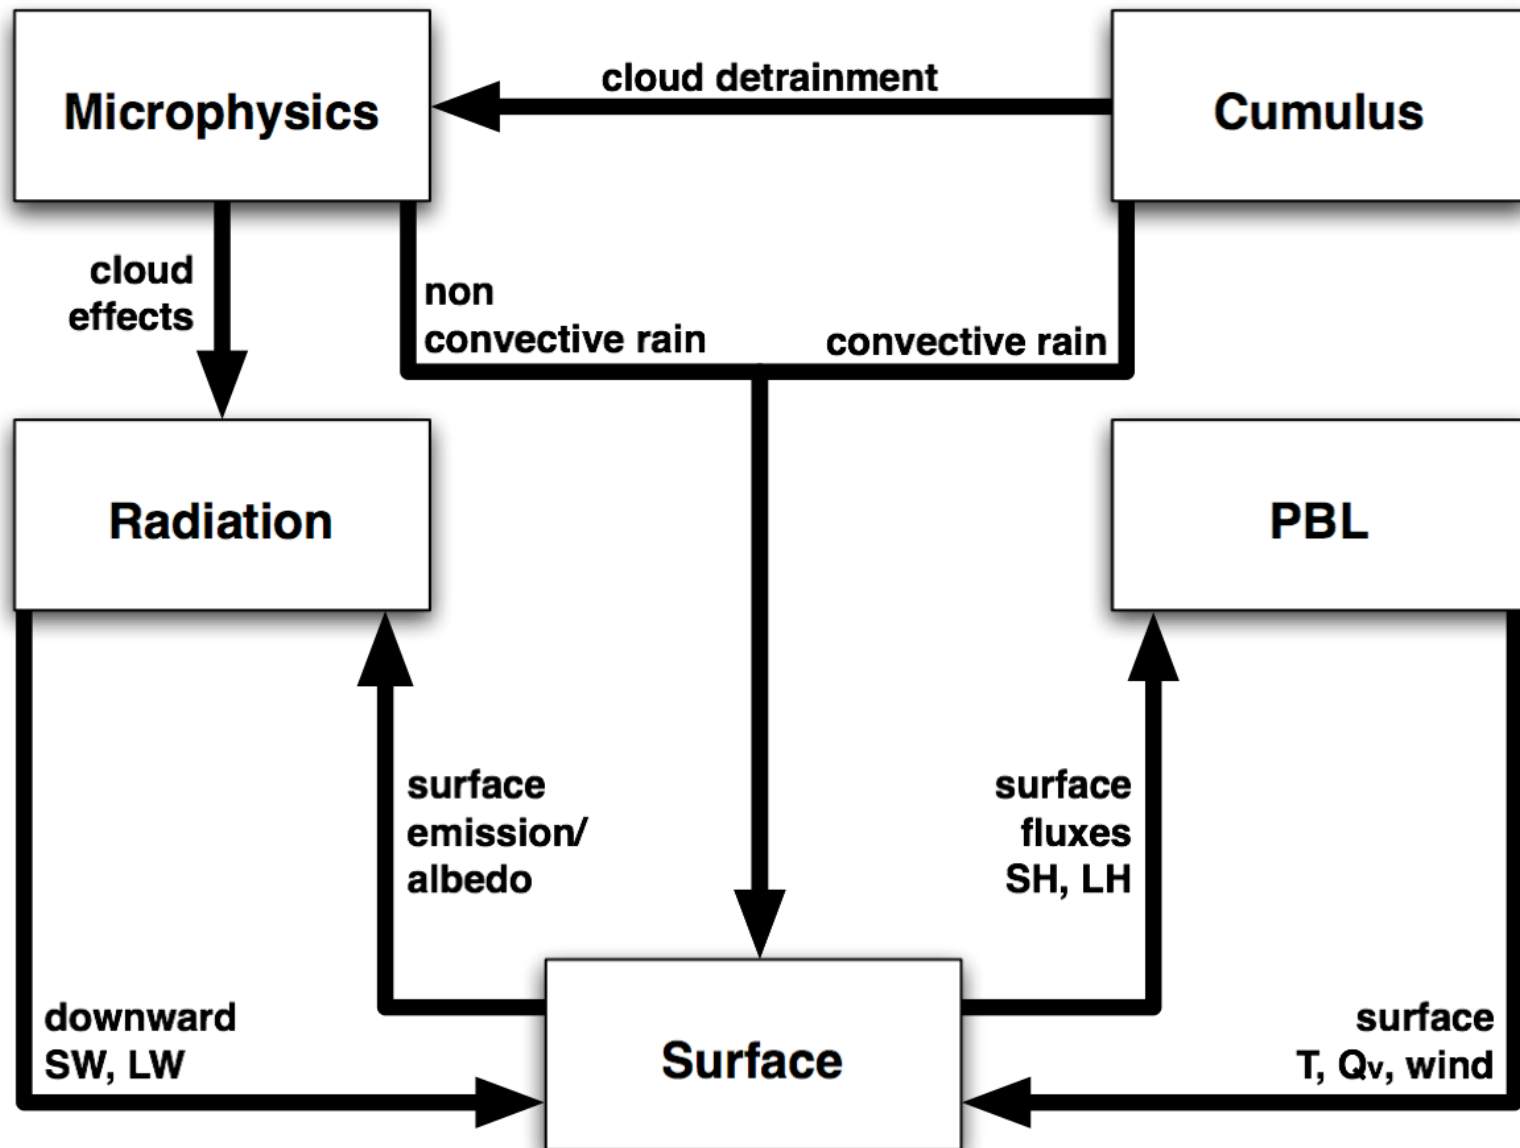 Microphysics
cloud detrainment
Cumulus
cloud
effects
non
convective rain
convective rain
Radiation
PBL
surface
emission/
albedo
surface
fluxes
SH, LH
downward
SW, LW
Surface
surface
T, Qv, wind